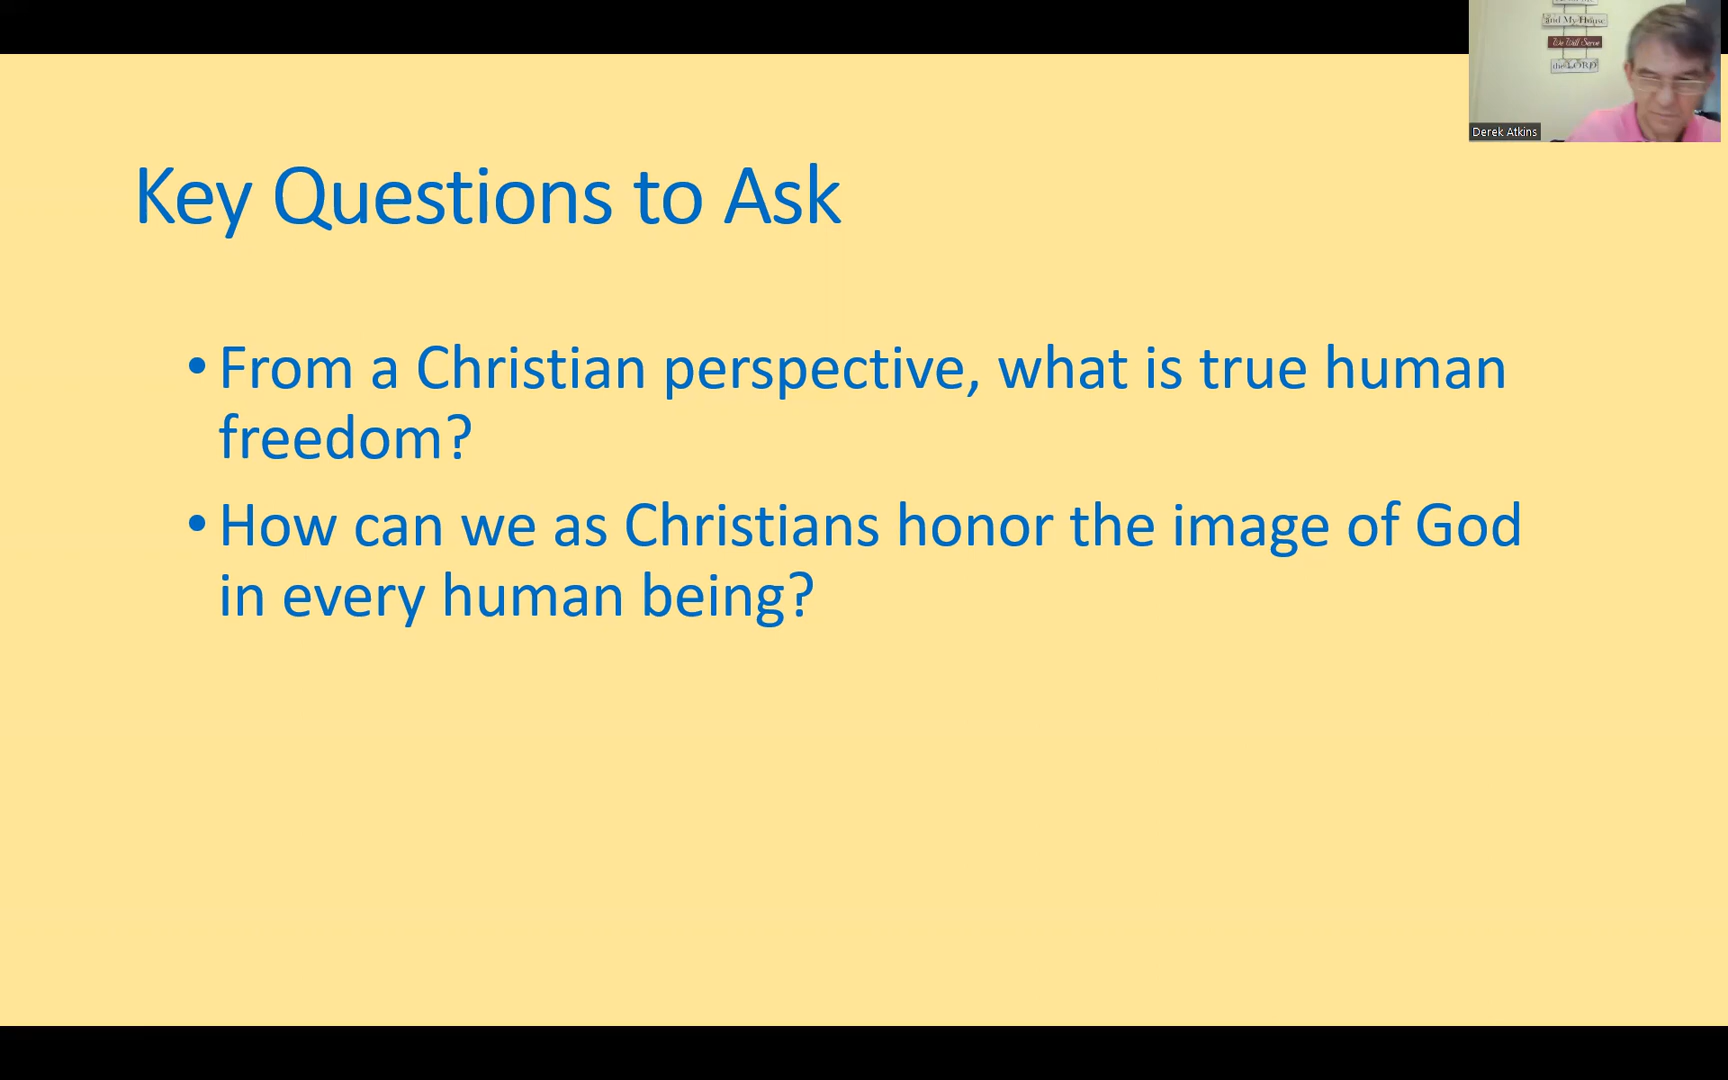 and My House
We Will Serve
the LORD
Derek Atkins
Key Questions to Ask
• From a Christian perspective, what is true human
freedom?
• How can we as Christians honor the image of God
in every human being?